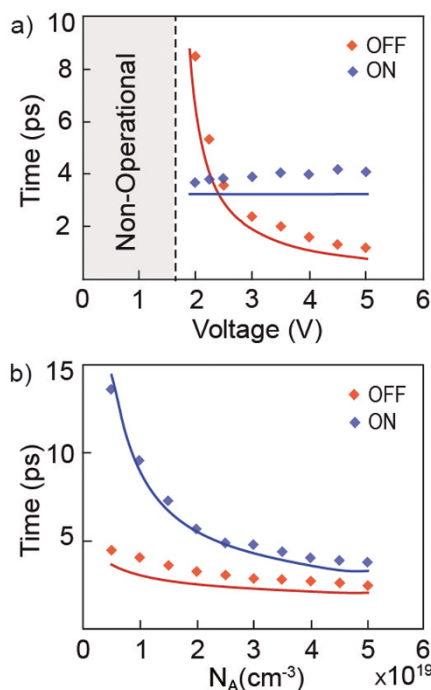 a)
10
8
6
4
2
Time (ps)
Non-Operational
OFF
ON
0 1 2 3 4 5 6
Voltage (V)
b)
15
10
5
Time (ps)
OFF
ON
0 1 2 3 4 5 6
N_A(cm⁻³) ×10¹⁹